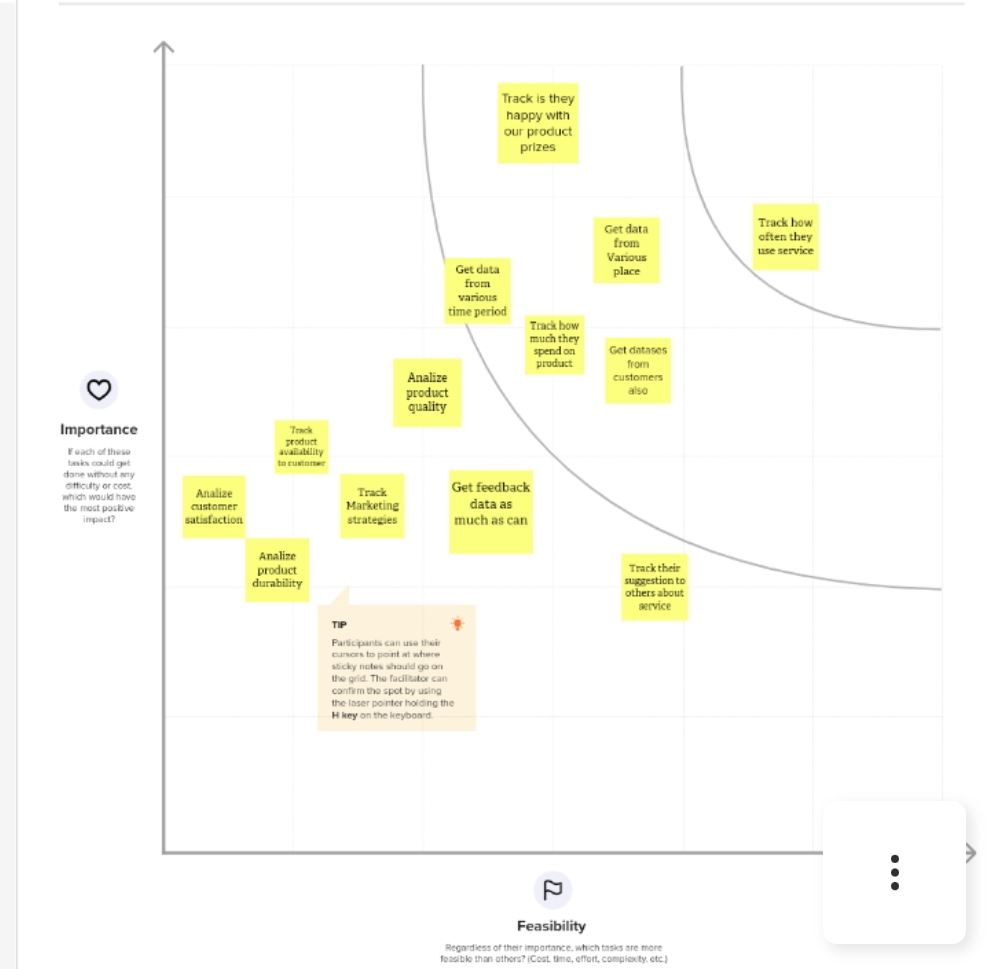 Track is they
happy with
our product
prizes
Track how
often they
use service
Get data
from
Various
place
Get data
from
various
time period
Track how
much they
spend on
product
Get datases
from
customers
also
Analize
product
quality
Importance
If each of these
tasks could get
done without any
difficulty or cost,
which would have
the most positive
impact?
Track
product
availability
to customer
Analize
customer
satisfaction
Track
Marketing
strategies
Get feedback
data as
much as can
Analize
product
durability
Track their
suggestion to
others about
service
TIP
Participants can use their
cursors to point at where
sticky notes should go on
the grid. The facilitator can
confirm the spot by using
the laser pointer holding the
H key on the keyboard.
Feasibility
Regardless of their importance, which tasks are more
feasible than others? (Cost, time, effort, complexity, etc.)